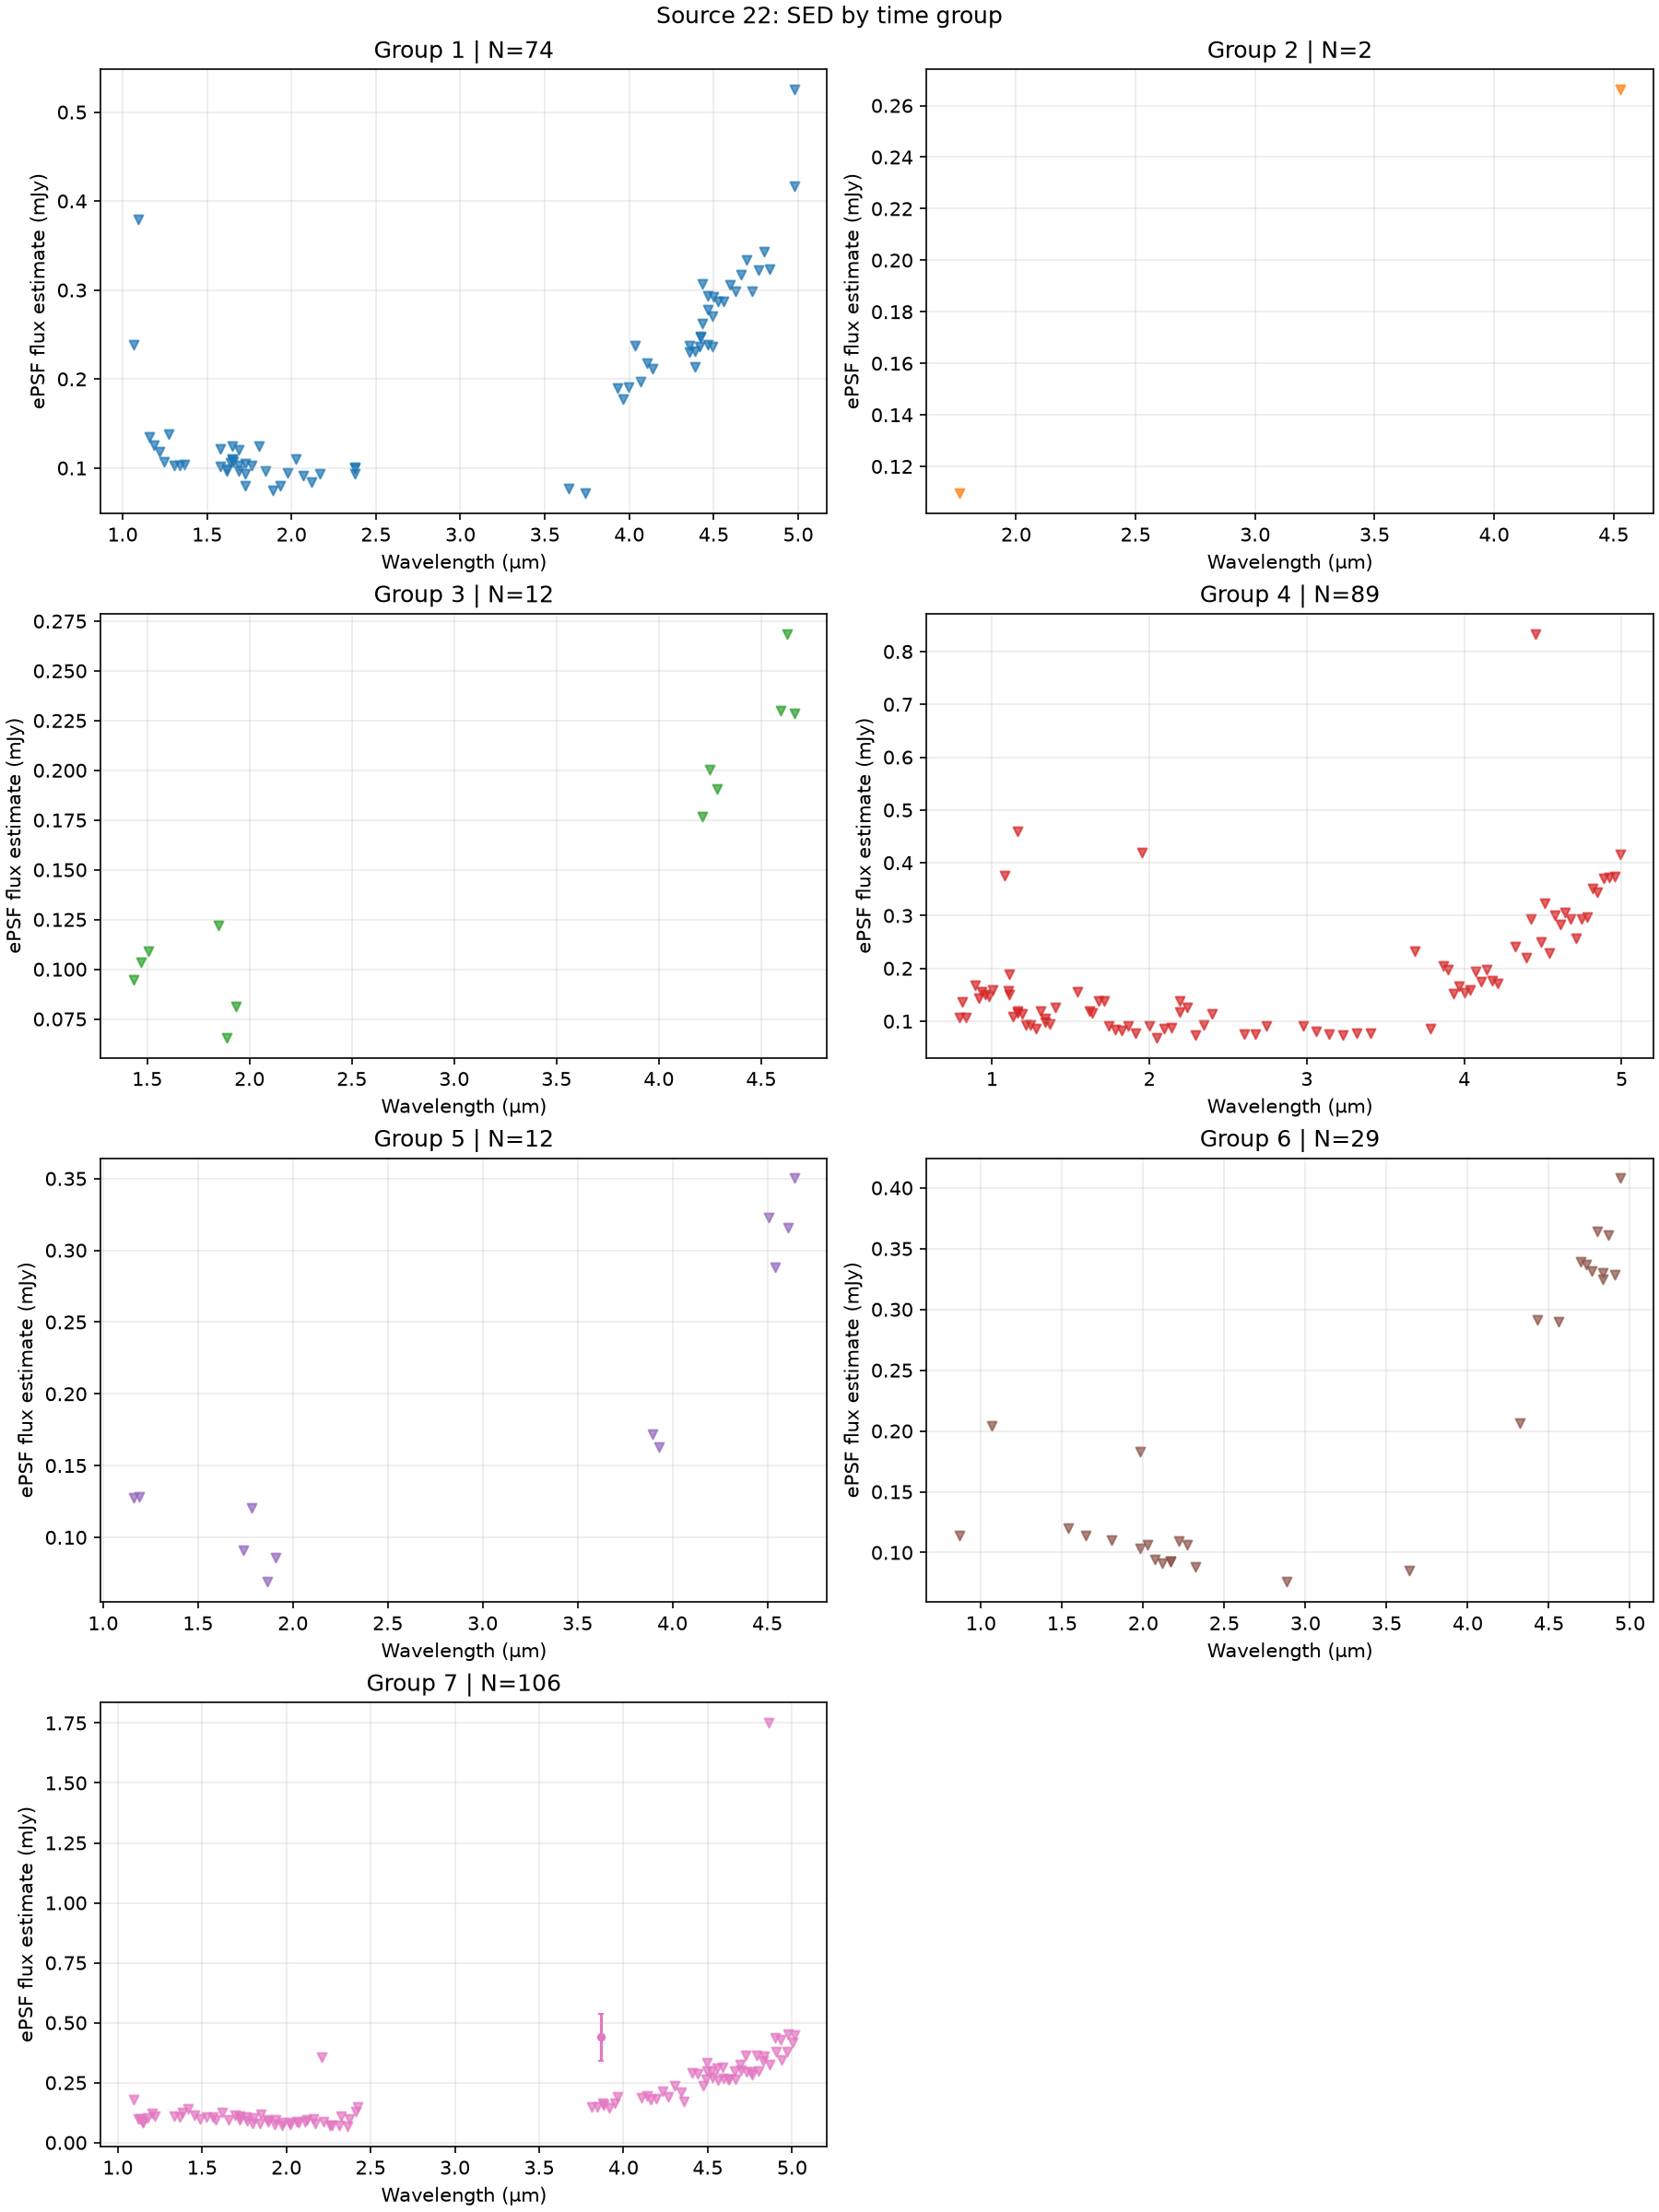 Source 22: SED by time group
Group 1 | N=74
ePSF flux estimate (mJy)
0.5
0.4
0.3
0.2
0.1
1.0 1.5 2.0 2.5 3.0 3.5 4.0 4.5 5.0
Wavelength (μm)
Group 2 | N=2
ePSF flux estimate (mJy)
0.26
0.24
0.22
0.20
0.18
0.16
0.14
0.12
2.0 2.5 3.0 3.5 4.0 4.5
Wavelength (μm)
Group 3 | N=12
ePSF flux estimate (mJy)
0.275
0.250
0.225
0.200
0.175
0.150
0.125
0.100
0.075
1.5 2.0 2.5 3.0 3.5 4.0 4.5
Wavelength (μm)
Group 4 | N=89
ePSF flux estimate (mJy)
0.8
0.7
0.6
0.5
0.4
0.3
0.2
0.1
1 2 3 4 5
Wavelength (μm)
Group 5 | N=12
ePSF flux estimate (mJy)
0.35
0.30
0.25
0.20
0.15
0.10
1.0 1.5 2.0 2.5 3.0 3.5 4.0 4.5
Wavelength (μm)
Group 6 | N=29
ePSF flux estimate (mJy)
0.40
0.35
0.30
0.25
0.20
0.15
0.10
1.0 1.5 2.0 2.5 3.0 3.5 4.0 4.5 5.0
Wavelength (μm)
Group 7 | N=106
ePSF flux estimate (mJy)
1.75
1.50
1.25
1.00
0.75
0.50
0.25
0.00
1.0 1.5 2.0 2.5 3.0 3.5 4.0 4.5 5.0
Wavelength (μm)